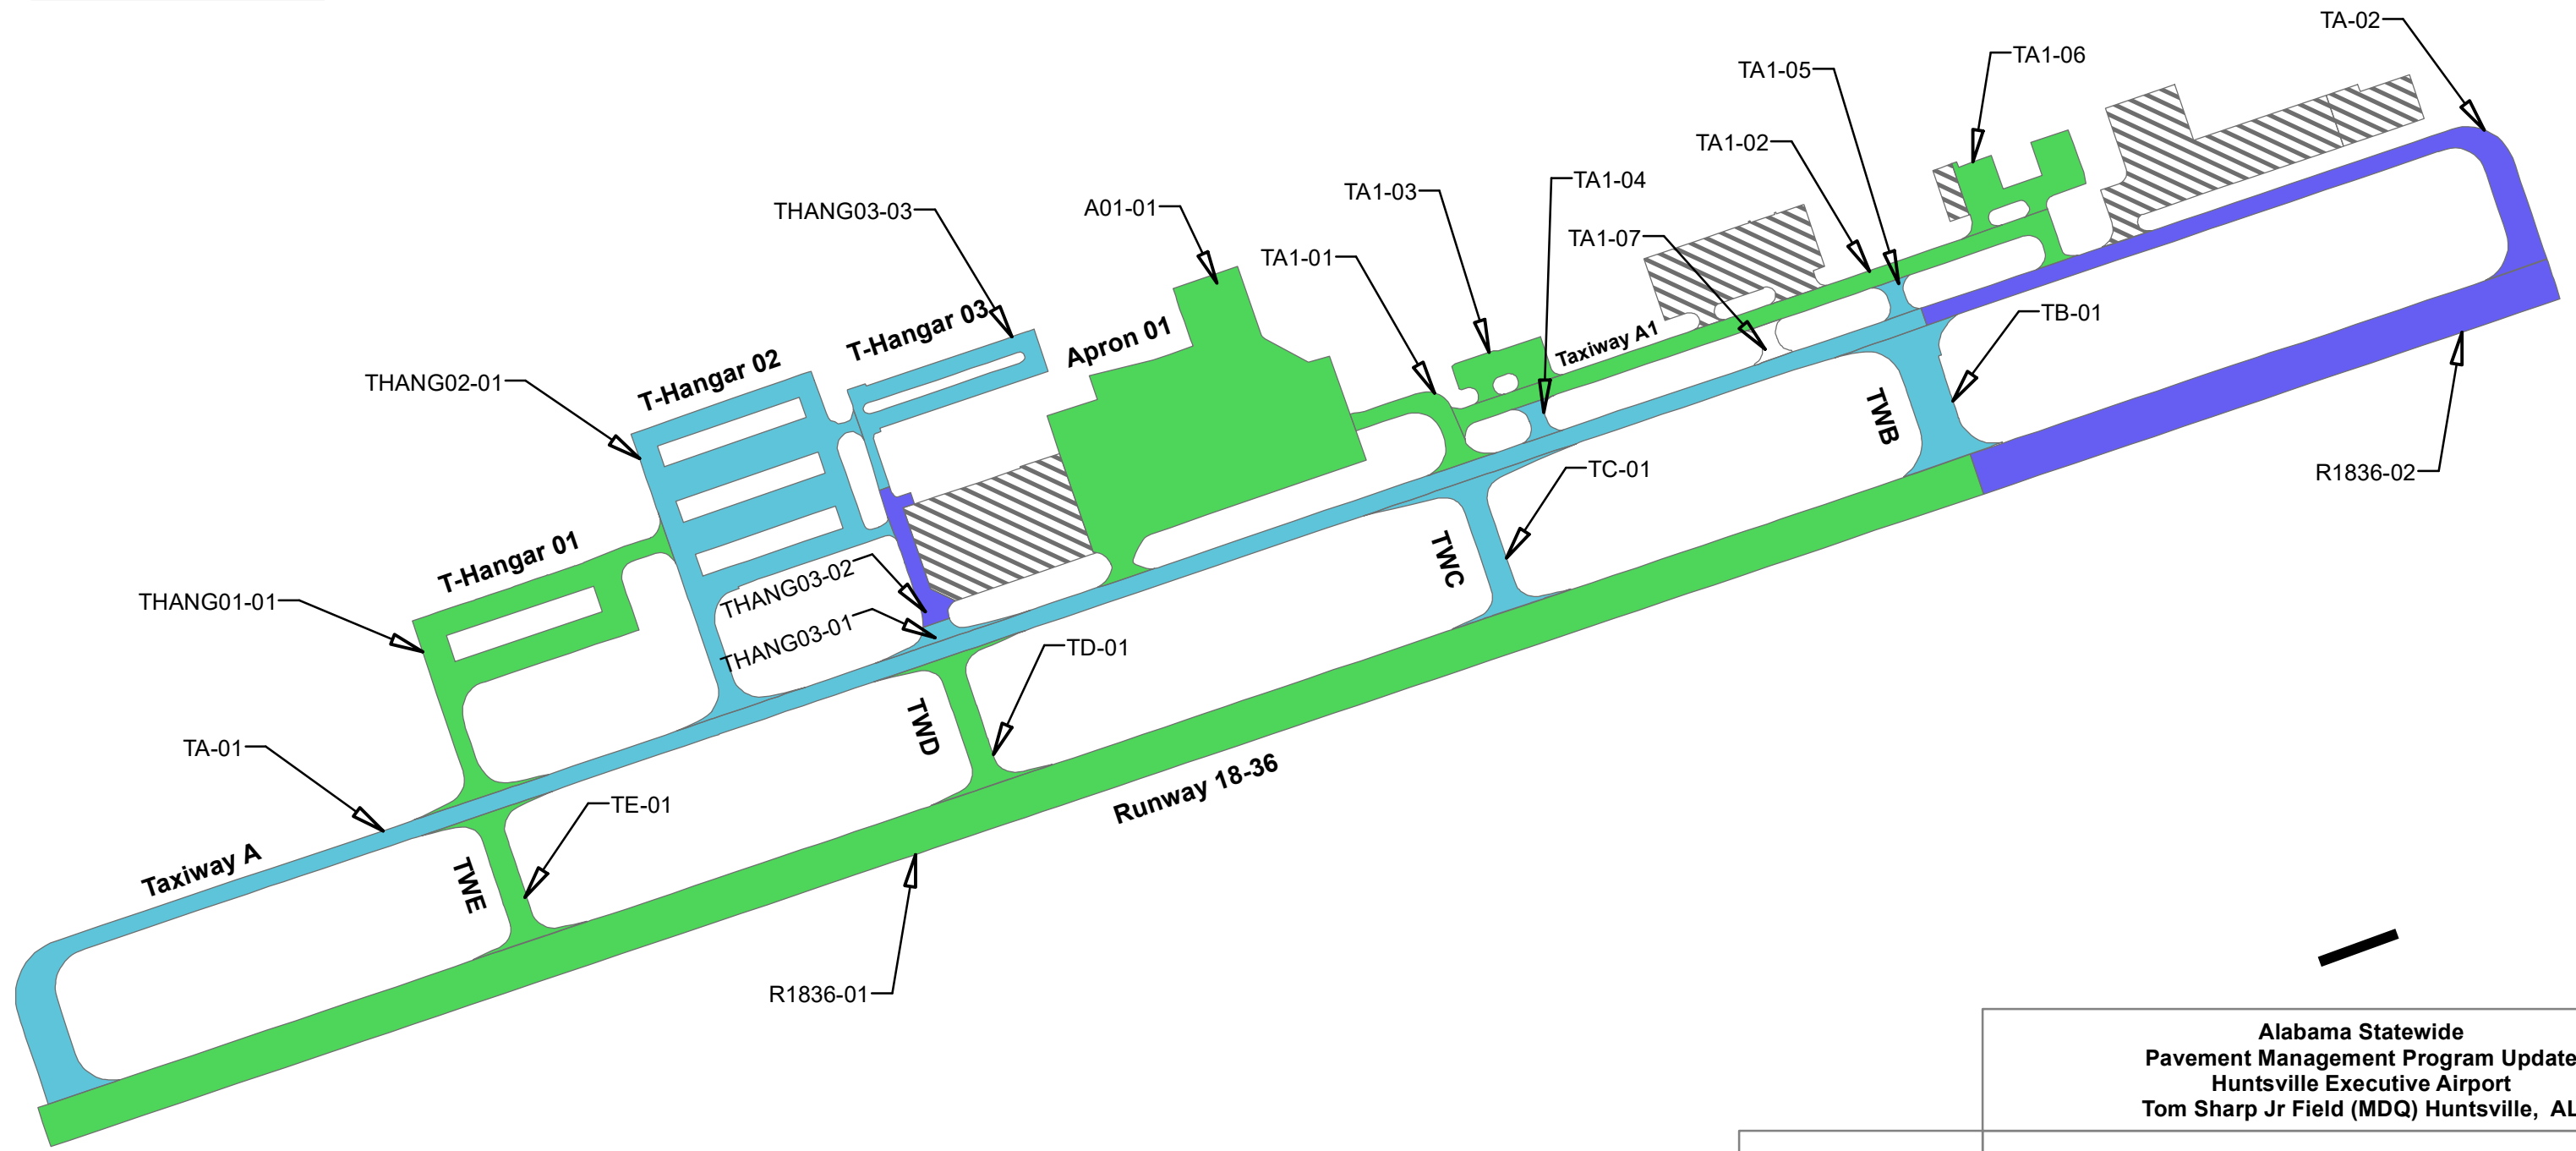 TA-02
TA1-06
TA1-05
TA1-02
TA1-04
TA1-03
THANG03-03
A01-01
TA1-07
TA1-01
TB-01
T-Hangar 03
Apron 01
Taxiway A1
T-Hangar 02
THANG02-01
TWB
TC-01
R1836-02
T-Hangar 01
TWC
THANG03-02
THANG01-01
THANG03-01
TD-01
TWD
TA-01
Runway 18-36
TE-01
Taxiway A
TWE
R1836-01
Alabama Statewide
Pavement Management Program Update
Huntsville Executive Airport
Tom Sharp Jr Field (MDQ) Huntsville, AL